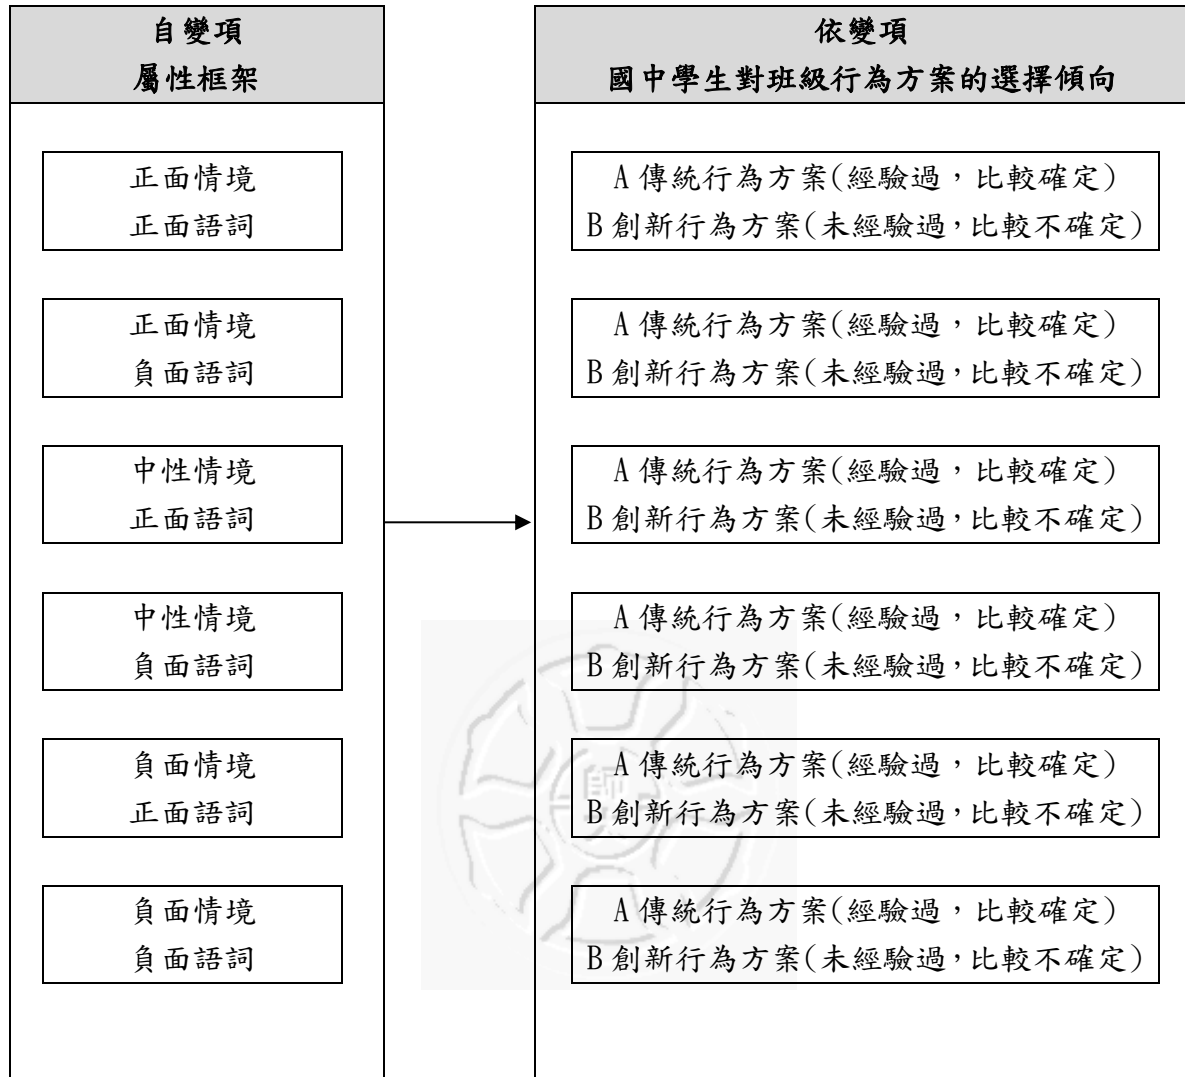 自變項
屬性框架
依變項
國中學生對班級行為方案的選擇傾向
正面情境
正面語詞
A 傳統行為方案(經驗過，比較確定)
B 創新行為方案(未經驗過，比較不確定)
正面情境
負面語詞
A 傳統行為方案(經驗過，比較確定)
B 創新行為方案(未經驗過，比較不確定)
中性情境
正面語詞
A 傳統行為方案(經驗過，比較確定)
B 創新行為方案(未經驗過，比較不確定)
中性情境
負面語詞
A 傳統行為方案(經驗過，比較確定)
B 創新行為方案(未經驗過，比較不確定)
負面情境
正面語詞
A 傳統行為方案(經驗過，比較確定)
B 創新行為方案(未經驗過，比較不確定)
負面情境
負面語詞
A 傳統行為方案(經驗過，比較確定)
B 創新行為方案(未經驗過，比較不確定)